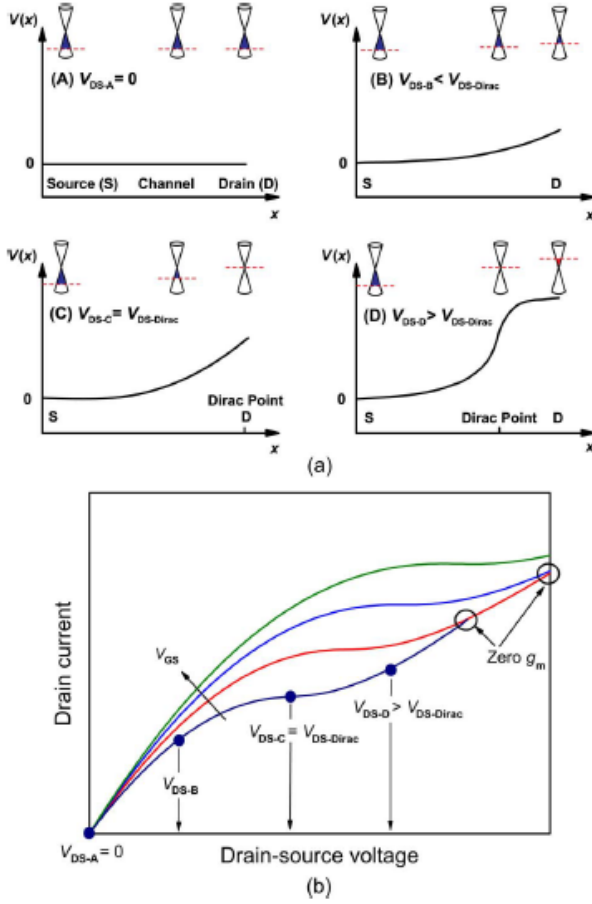 V(x)
(A) VDS-A = 0
0
Source (S) Channel Drain (D)
x
V(x)
(B) VDS-B < VDS-Dirac
0
S D
x
V(x)
(C) VDS-C = VDS-Dirac
0
Dirac Point
S D
x
V(x)
(D) VDS-D > VDS-Dirac
0
S Dirac Point D
x
(a)
Drain current
VGS
Zero gm
VDS-D > VDS-Dirac
VDS-C = VDS-Dirac
VDS-B
VDS-A = 0
Drain-source voltage
(b)